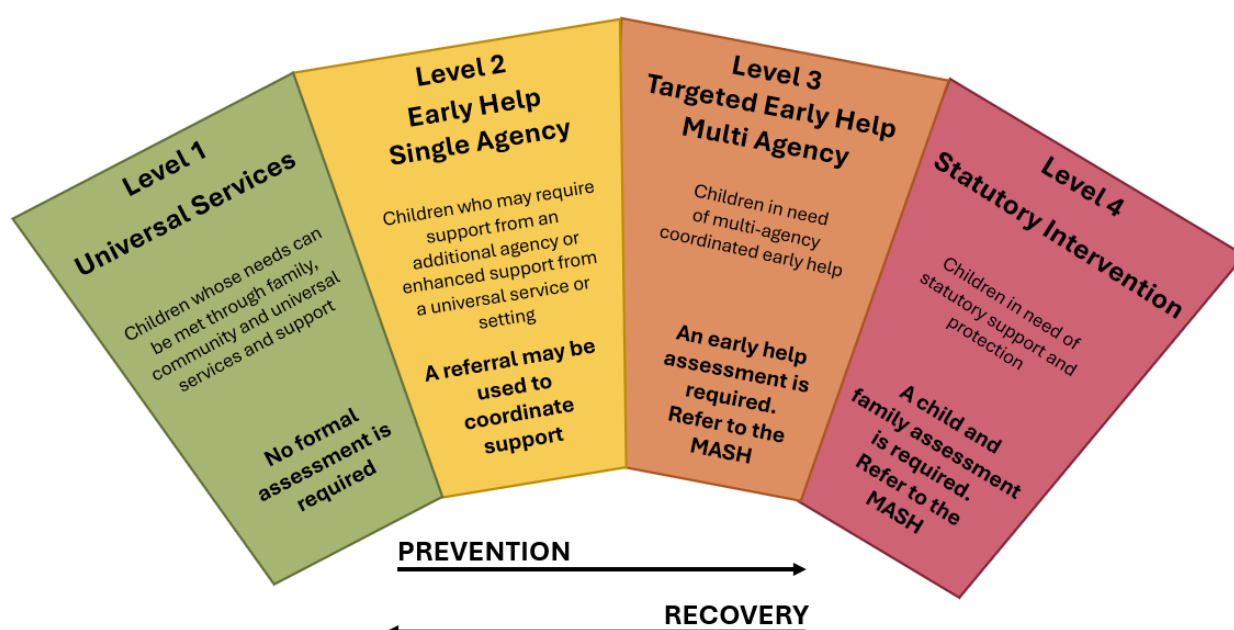 Level 1
Universal Services
Children whose needs can
be met through family,
community and universal
services and support
No formal
assessment is
required
Level 2
Early Help
Single Agency
Children who may require
support from an
additional agency or
enhanced support from
a universal service or
setting
A referral may be
used to
coordinate
support
Level 3
Targeted Early Help
Multi Agency
Children in need
of multi-agency
coordinated early help
An early help
assessment is
required.
Refer to the
MASH
Level 4
Statutory Intervention
Children in need of
statutory support and
protection
A child and
family assessment
is required.
Refer to the
MASH
PREVENTION
RECOVERY